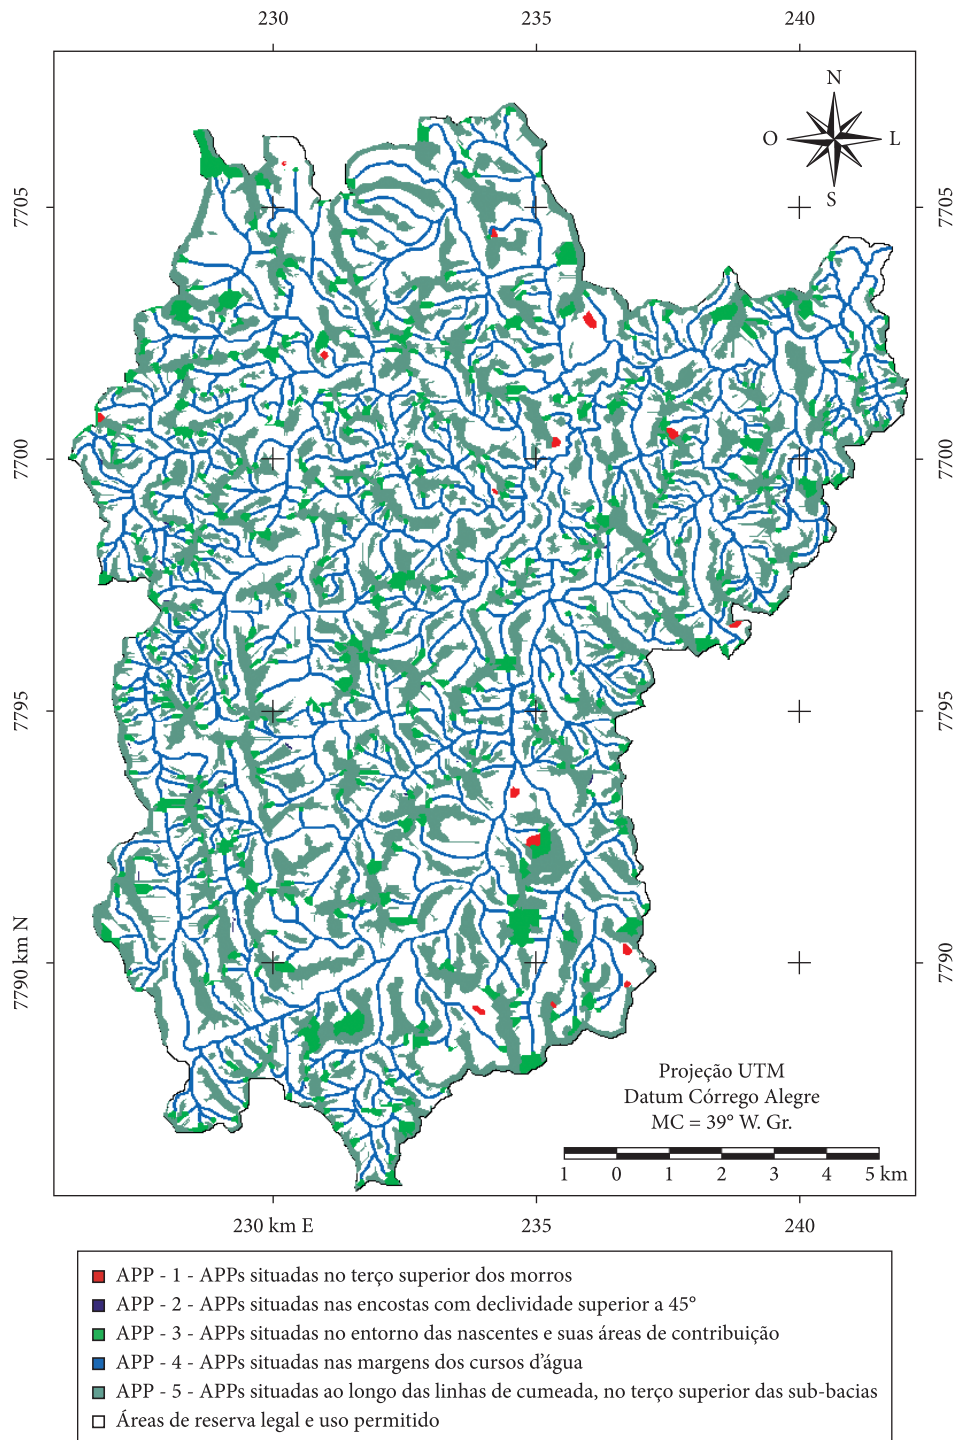 230 235 240
N
O L
S
7705 7705
7700 7700
7795 7795
7790 km N 7790
Projeção UTM
Datum Córrego Alegre
MC = 39° W. Gr.
1 0 1 2 3 4 5 km
230 km E 235 240
APP - 1 - APPs situadas no terço superior dos morros
APP - 2 - APPs situadas nas encostas com declividade superior a 45°
APP - 3 - APPs situadas no entorno das nascentes e suas áreas de contribuição
APP - 4 - APPs situadas nas margens dos cursos d'água
APP - 5 - APPs situadas ao longo das linhas de cumeada, no terço superior das sub-bacias
Áreas de reserva legal e uso permitido